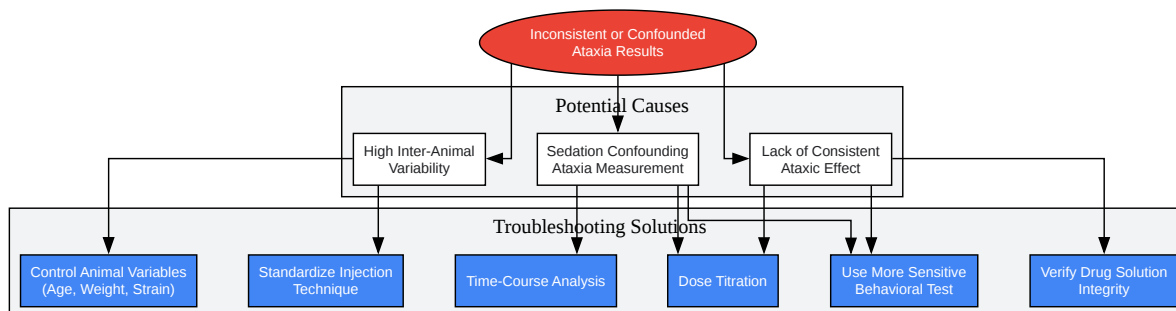 Inconsistent or Confounded
Ataxia Results
Potential Causes
High Inter-Animal
Variability
Sedation Confounding
Ataxia Measurement
Lack of Consistent
Ataxic Effect
Troubleshooting Solutions
Control Animal Variables
(Age, Weight, Strain)
Standardize Injection
Technique
Time-Course Analysis
Dose Titration
Use More Sensitive
Behavioral Test
Verify Drug Solution
Integrity